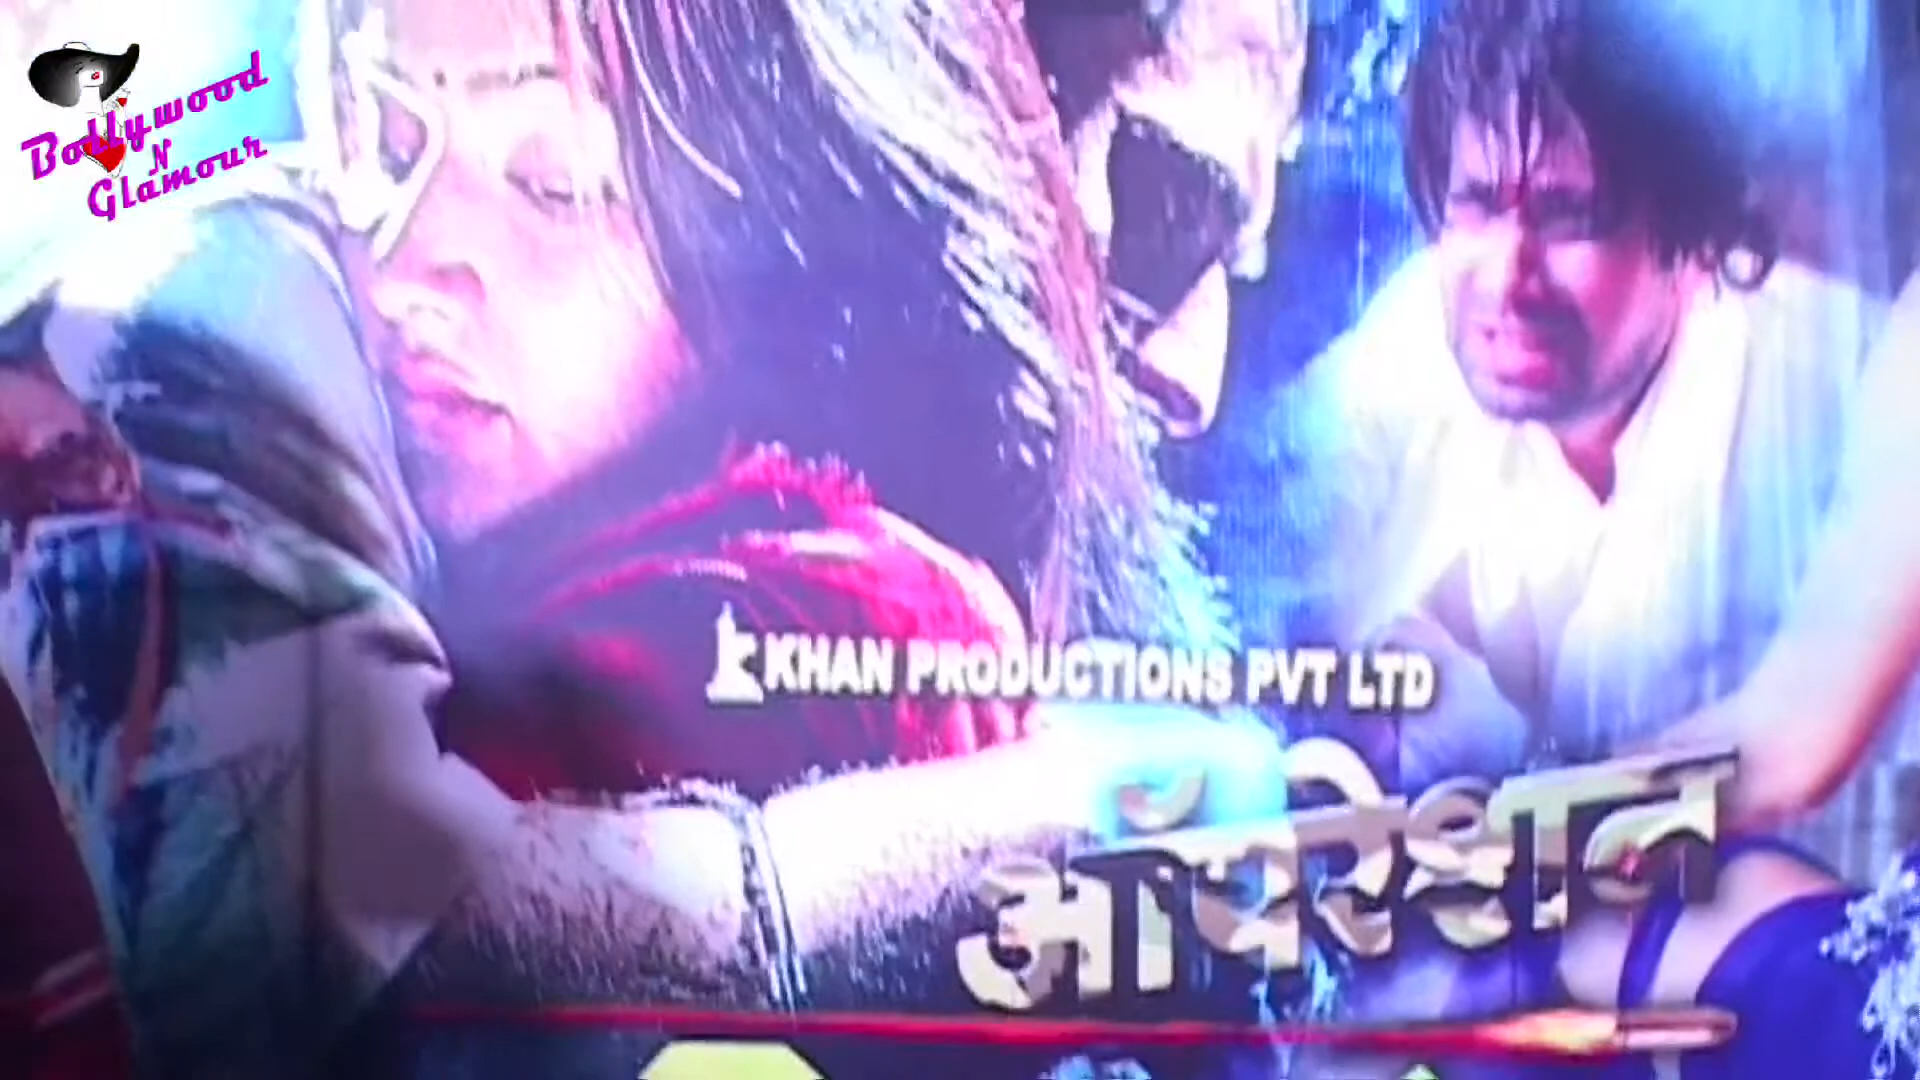 Bollywood
N
Glamour
KHAN PRODUCTIONS PVT LTD
ऑपरेशन